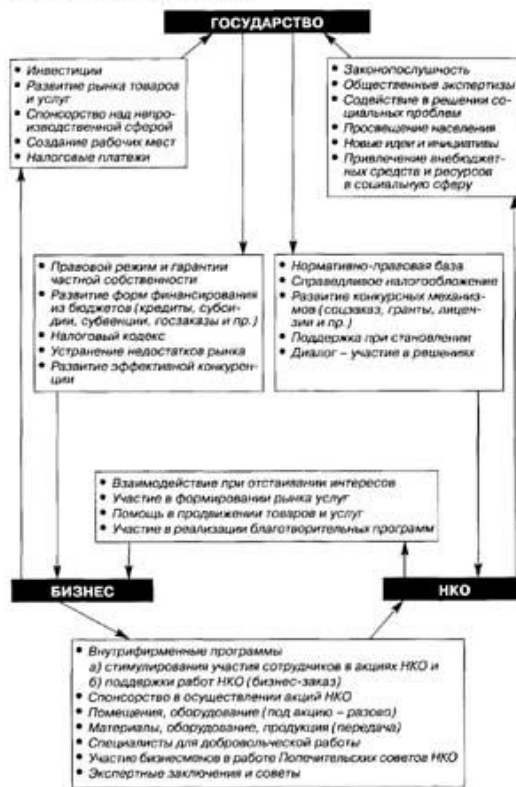 ГОСУДАРСТВО
• Инвестиции
• Развитие рынка товаров
и услуг
• Спонсорство над непро-
изводственной сферой
• Создание рабочих мест
• Налоговые платежи
• Законопослушность
• Общественные экспертизы
• Содействие в решении со-
циальных проблем
• Просвещение населения
• Новые идеи и инициативы
• Привлечение внебюджет-
ных средств и ресурсов
в социальную сферу
• Правовой режим и гарантии
частной собственности
• Развитие форм финансирования
из бюджетов (кредиты, субси-
дии, субвенции, госзаказы и пр.)
• Налоговый кодекс
• Устранение недостатков рынка
• Развитие эффективной конкурен-
ции
• Нормативно-правовая база
• Справедливое налогообложение
• Развитие конкурсных механиз-
мов (соцзаказ, гранты, лицен-
зии и пр.)
• Поддержка при становлении
• Диалог – участие в решениях
• Взаимодействие при отстаивании интересов
• Участие в формировании рынка услуг
• Помощь в продвижении товаров и услуг
• Участие в реализации благотворительных программ
БИЗНЕС
НКО
• Внутрифирменные программы
а) стимулирования участия сотрудников в акциях НКО и
б) поддержки работ НКО (бизнес-заказ)
• Спонсорство в осуществлении акций НКО
• Помещения, оборудование (под акцию – разово)
• Материалы, оборудование, продукция (передача)
• Специалисты для добровольческой работы
• Участие бизнесменов в работе Попечительских советов НКО
• Экспертные заключения и советы